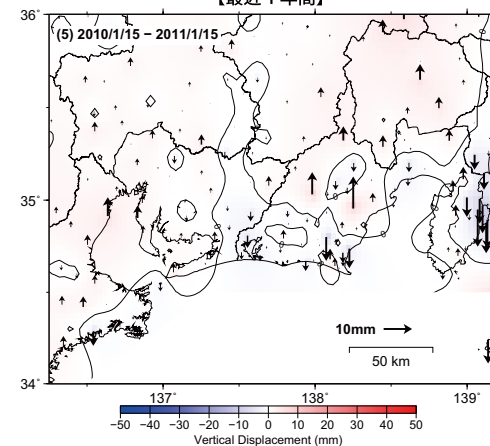 【最近１年間】
36˚
(5) 2010/1/15 − 2011/1/15
35˚
10mm
50 km
34˚
137˚ 138˚ 139˚
−50 −40 −30 −20 −10 0 10 20 30 40 50
Vertical Displacement (mm)